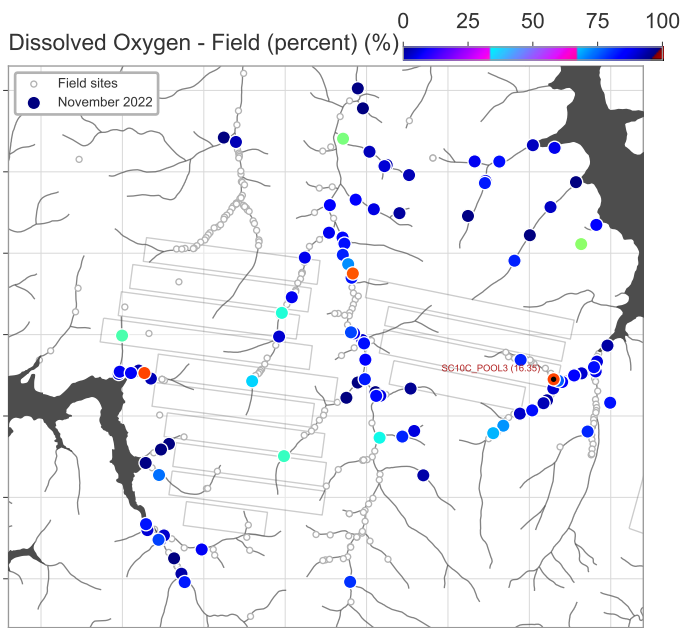 0 25 50 75 100
Dissolved Oxygen - Field (percent) (%)
Field sites
November 2022
SC10C_POOL3 (16.35)